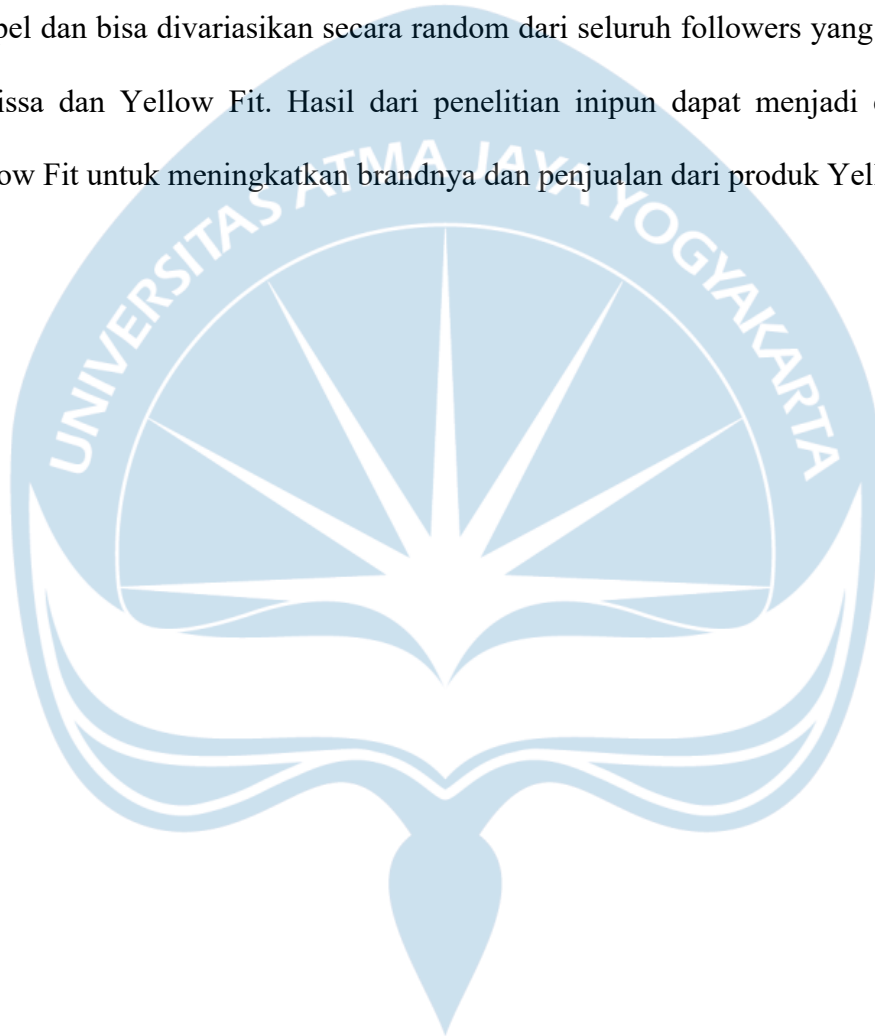 dan bisa divariasikan secara random dari seluruh followers yang
dan Yellow Fit. Hasil dari penelitian inipun dapat menjadi
Fit untuk meningkatkan brandnya dan penjualan dari produk
UNIVERSITAS ATMA JAYA YOGYAKARTA